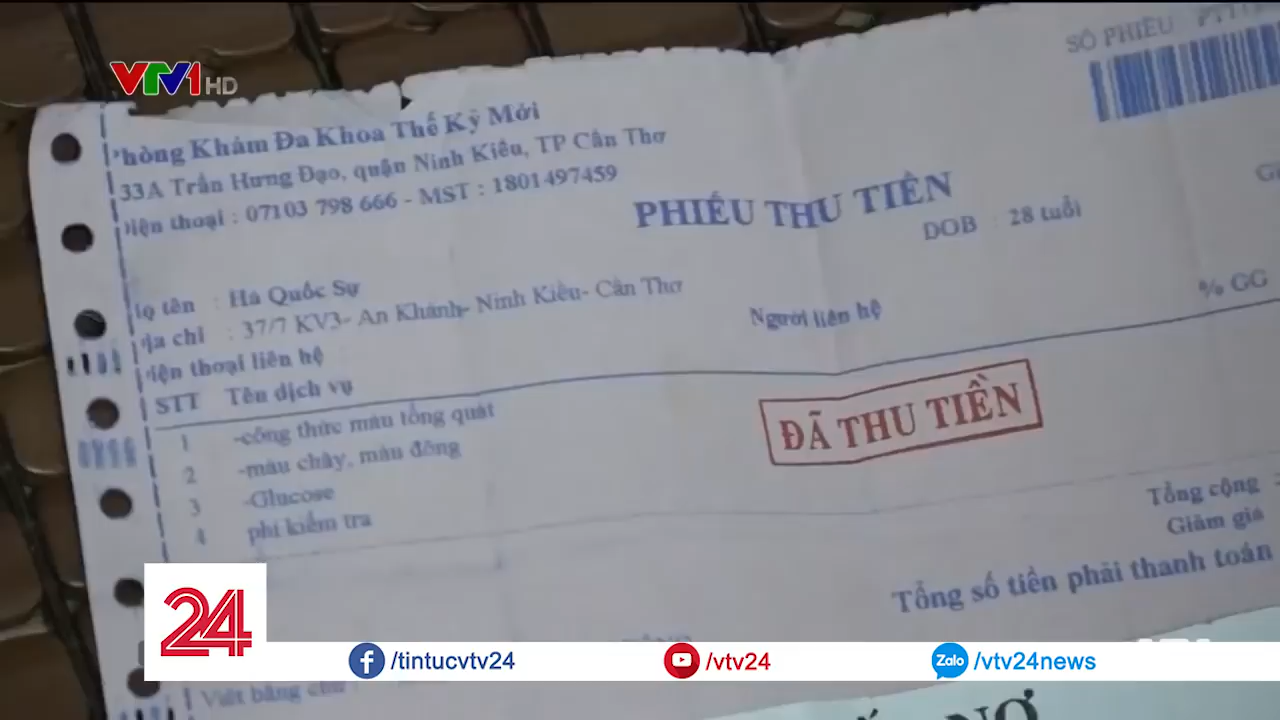 VTV1 HD
SỐ PHIẾU
Phòng Khám Đa Khoa Thế Kỷ Mới
33A Trần Hưng Đạo, quận Ninh Kiều, TP Cần Thơ
Điện thoại : 07103 798 666 - MST : 1801497459
PHIẾU THU TIỀN
DOB : 28 tuổi
Họ tên : Hà Quốc Sự
Địa chỉ : 37/7 KV3- An Khánh- Ninh Kiều- Cần Thơ
Người liên hệ
% GG
Điện thoại liên hệ
STT Tên dịch vụ
1 -công thức máu tổng quát
2 -máu chảy, máu đông
3 -Glucose
4 phí kiểm tra
ĐÃ THU TIỀN
Tổng cộng
Giảm giá
Tổng số tiền phải thanh toán
Viết bằng chữ :
24
/tintucvtv24
/vtv24
Zalo /vtv24news
NỢ